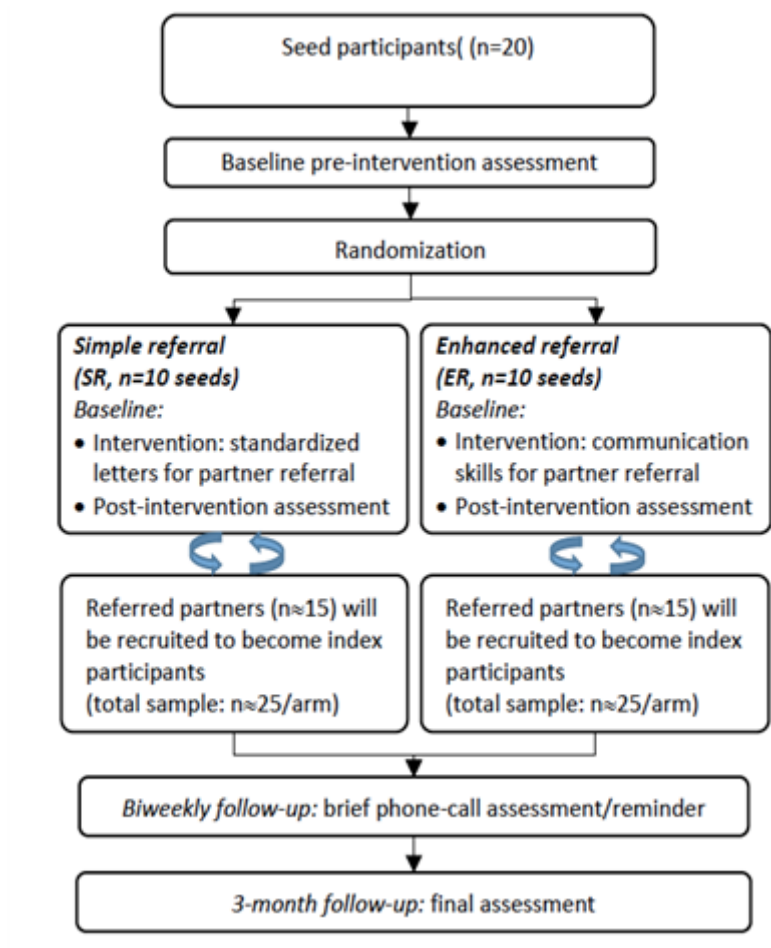 Seed participants( (n=20)
Baseline pre-intervention assessment
Randomization
Simple referral
(SR, n=10 seeds)
Baseline:
• Intervention: standardized
letters for partner referral
• Post-intervention assessment
Enhanced referral
(ER, n=10 seeds)
Baseline:
• Intervention: communication
skills for partner referral
• Post-intervention assessment
Referred partners (n≈15) will
be recruited to become index
participants
(total sample: n≈25/arm)
Referred partners (n≈15) will
be recruited to become index
participants
(total sample: n≈25/arm)
Biweekly follow-up: brief phone-call assessment/reminder
3-month follow-up: final assessment